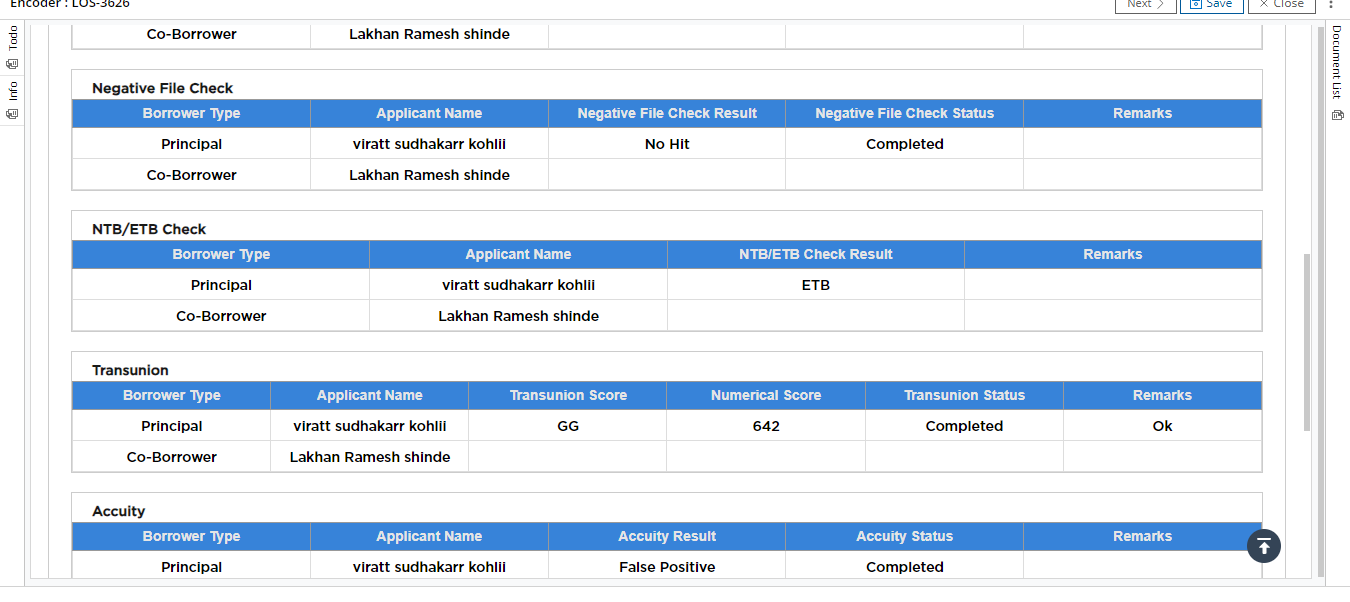 Encoder : LOS-3626
Next Save Close
Todo
Info
Document List
Co-Borrower Lakhan Ramesh shinde
Negative File Check
Borrower Type Applicant Name Negative File Check Result Negative File Check Status Remarks
Principal viratt sudhakarr kohlii No Hit Completed
Co-Borrower Lakhan Ramesh shinde
NTB/ETB Check
Borrower Type Applicant Name NTB/ETB Check Result Remarks
Principal viratt sudhakarr kohlii ETB
Co-Borrower Lakhan Ramesh shinde
Transunion
Borrower Type Applicant Name Transunion Score Numerical Score Transunion Status Remarks
Principal viratt sudhakarr kohlii GG 642 Completed Ok
Co-Borrower Lakhan Ramesh shinde
Accuity
Borrower Type Applicant Name Accuity Result Accuity Status Remarks
Principal viratt sudhakarr kohlii False Positive Completed